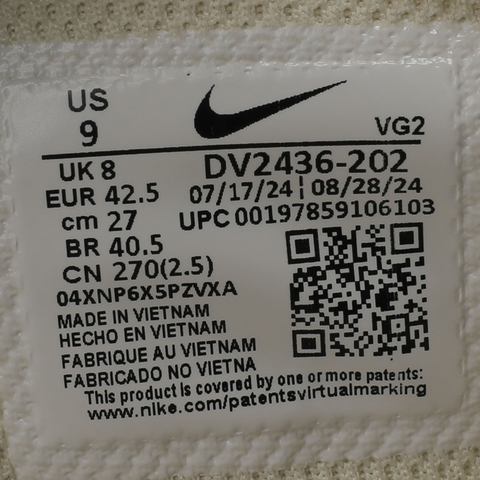 US
9
VG2
UK 8
DV2436-202
EUR 42.5
07/17/24 | 08/28/24
cm 27
UPC 00197859106103
BR 40.5
CN 270(2.5)
04XNP6X5PZVXA
MADE IN VIETNAM
HECHO EN VIETNAM
FABRIQUE AU VIETNAM
FABRICADO NO VIETNA
This product is covered by one or more patents:
www.nike.com/patentsvirtualmarking